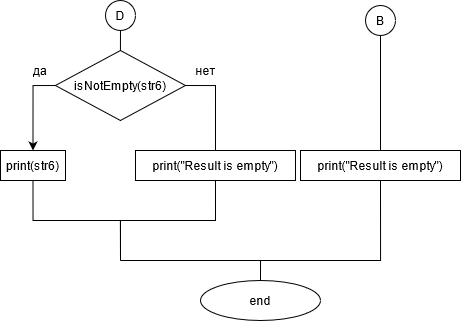 D
B
да
isNotEmpty(str6)
нет
print(str6)
print("Result is empty")
print("Result is empty")
end